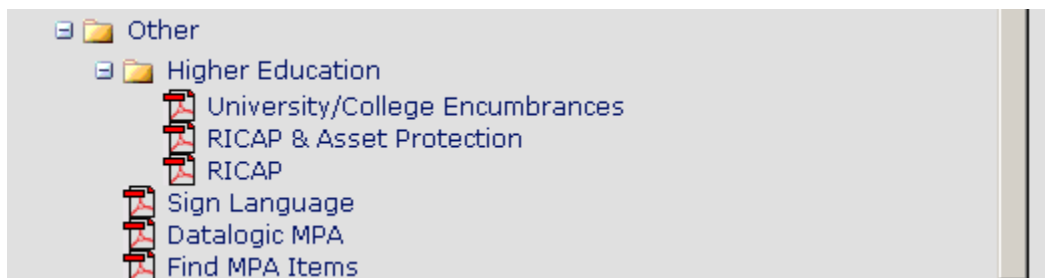 Other
Higher Education
University/College Encumbrances
RICAP & Asset Protection
RICAP
Sign Language
Datalogic MPA
Find MPA Items